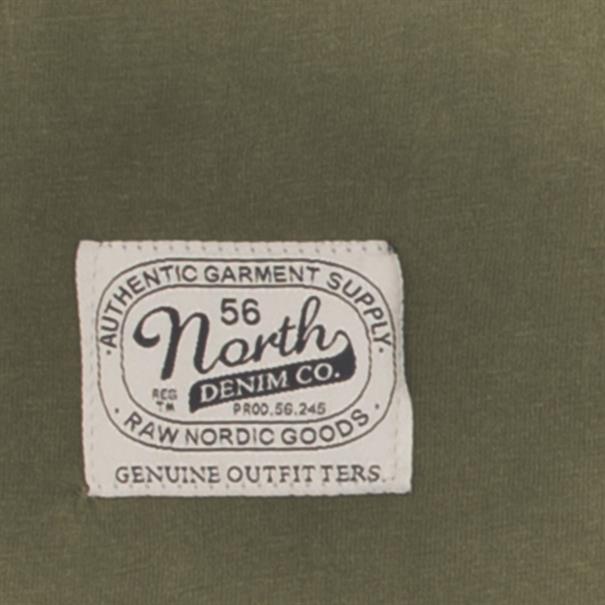 ·AUTHENTIC GARMENT SUPPLY·
56
North
DENIM CO.
REG
TM
PROD.56.245
·RAW NORDIC GOODS·
GENUINE OUTFITTERS.